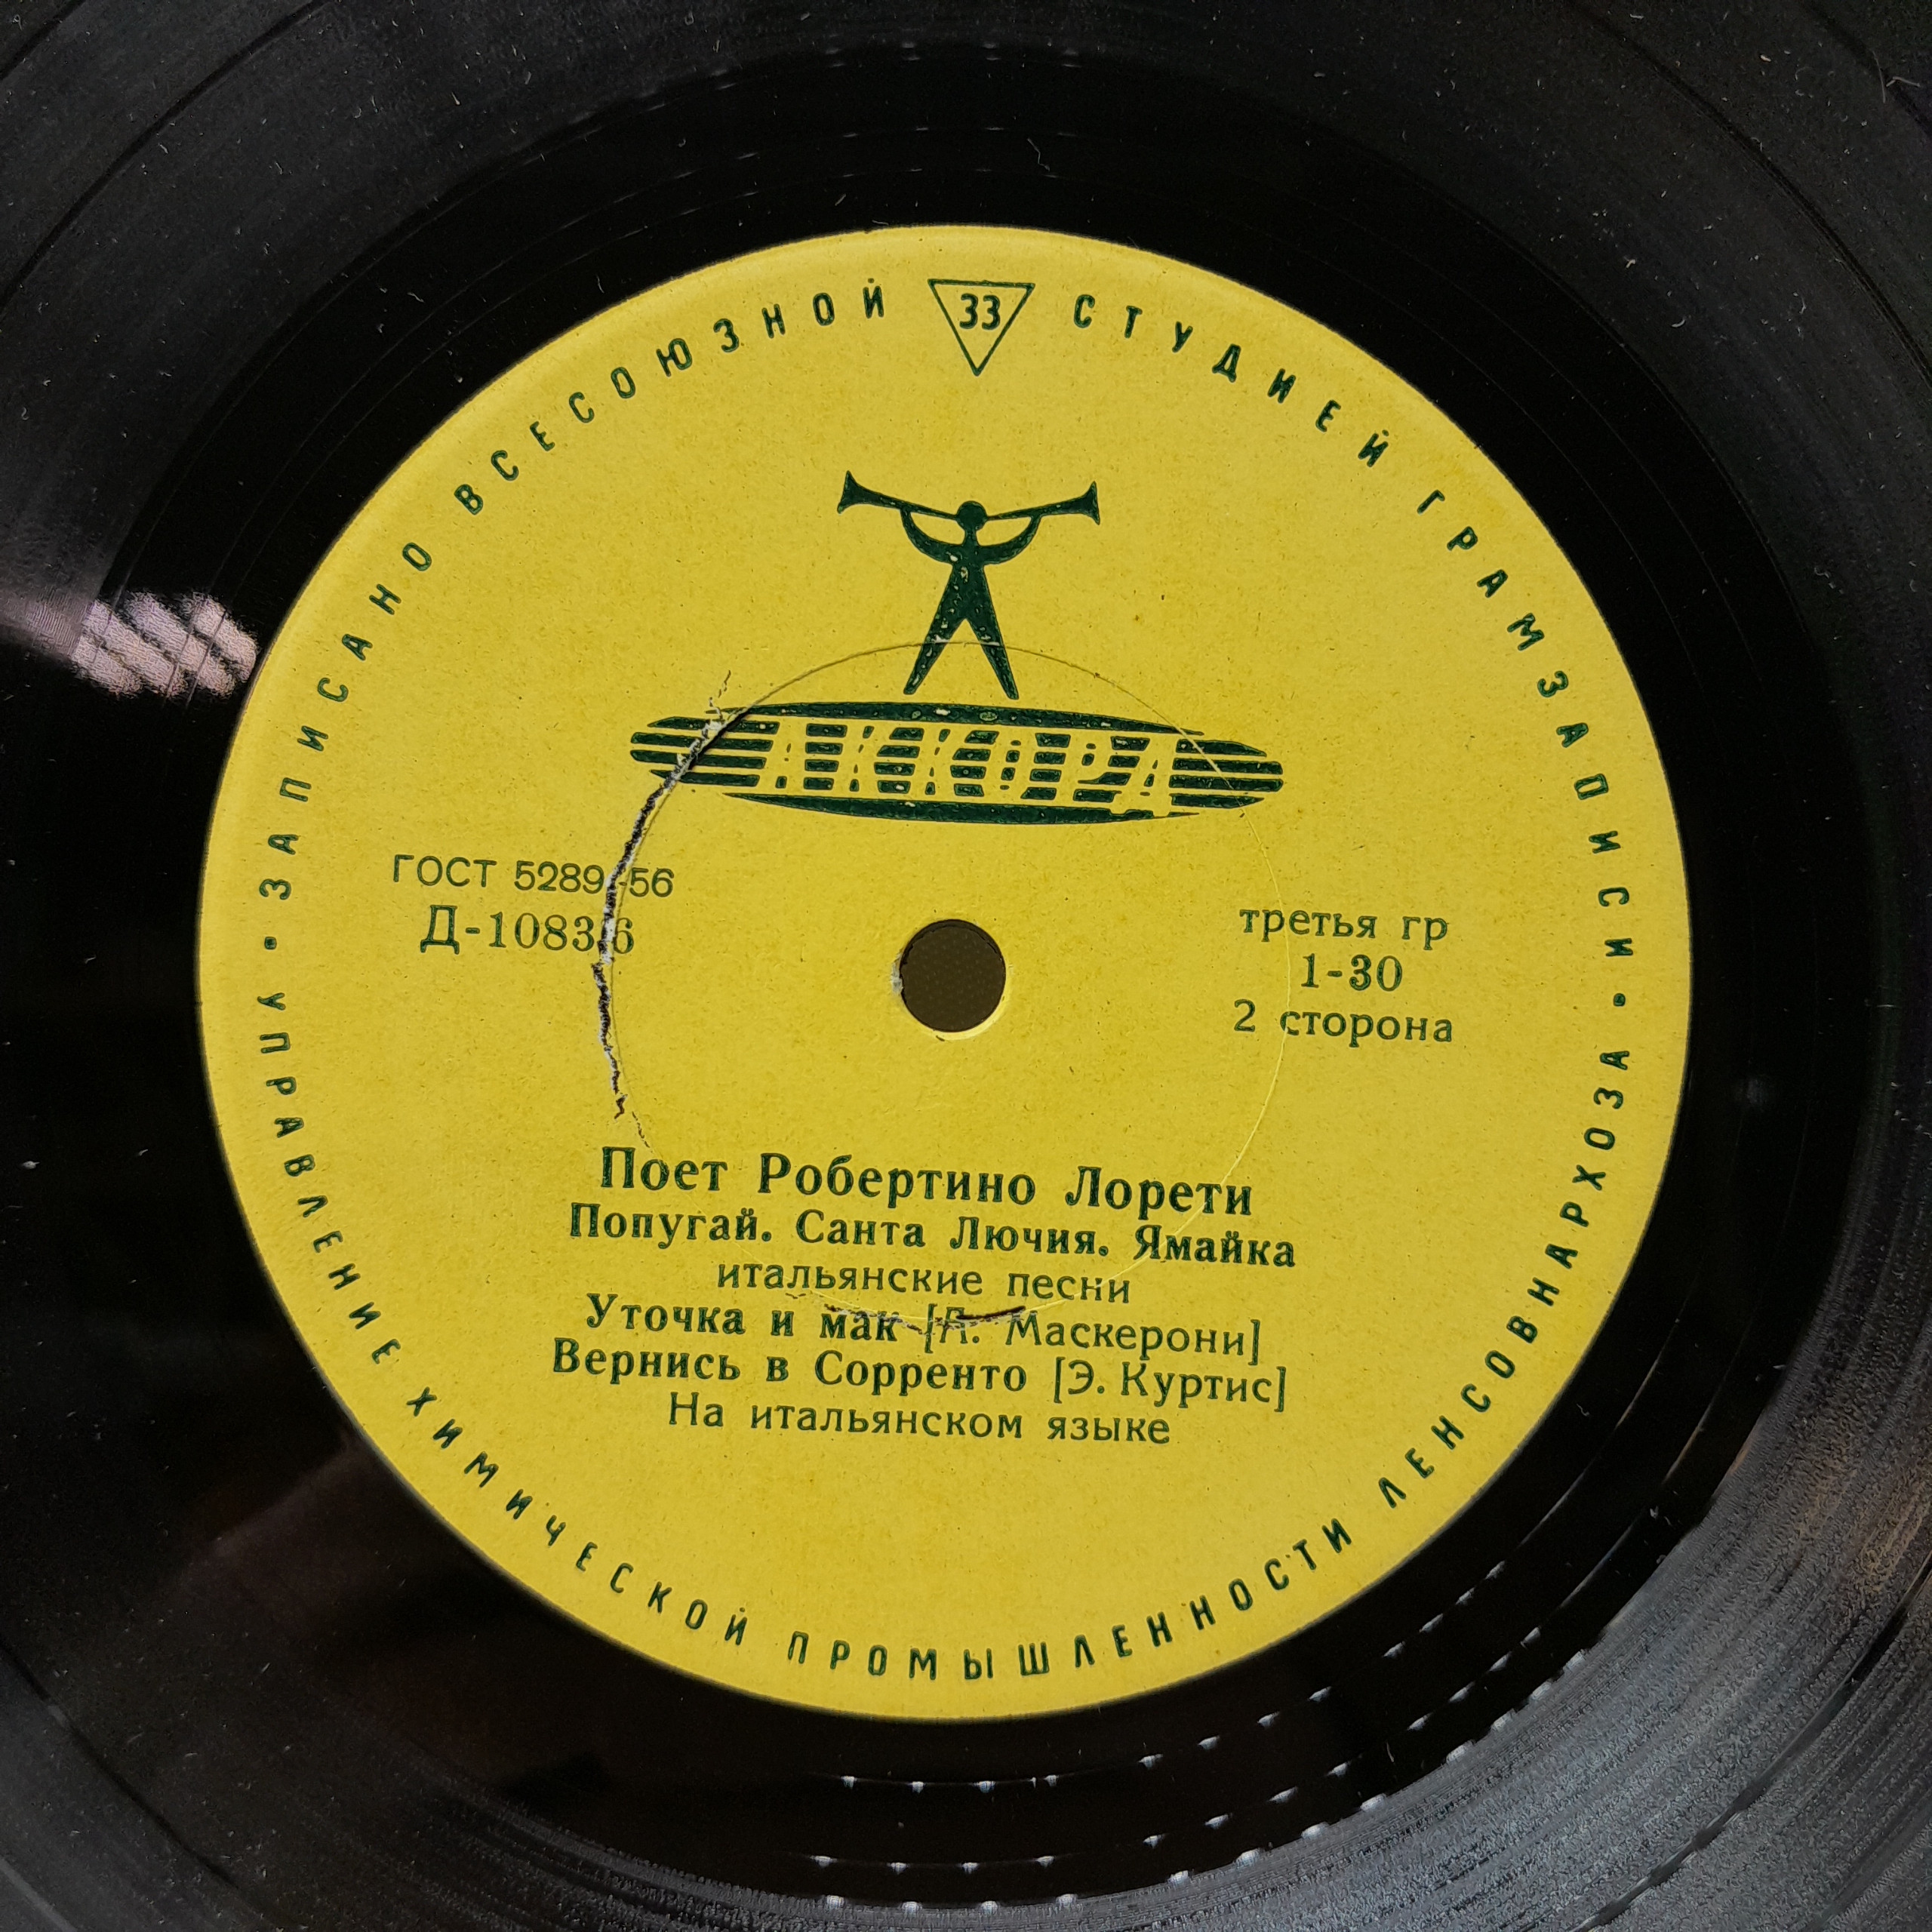 ЗАПИСАНО ВСЕСОЮЗНОЙ СТУДИЕЙ ГРАМЗАПИСИ
33
АККОРД
ГОСТ 5289-56
Д-10836
третья гр
1-30
2 сторона
Поет Робертино Лорети
Попугай. Санта Лючия. Ямайка
итальянские песни
Уточка и мак Маскерони]
Вернись в Сорренто [Э. Куртис]
На итальянском языке
УПРАВЛЕНИЕ ХИМИЧЕСКОЙ ПРОМЫШЛЕННОСТИ ЛЕНСОВНАРХОЗА